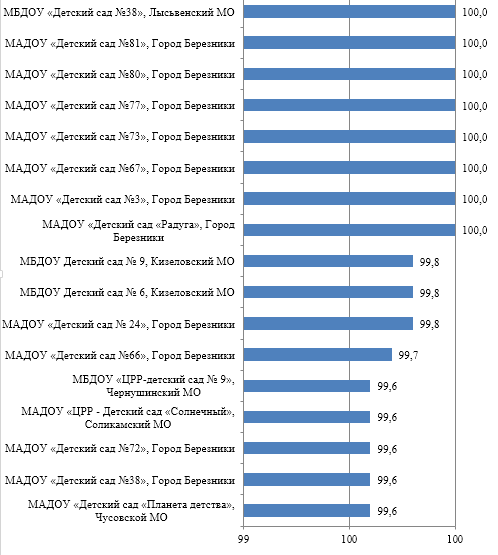 МБДОУ «Детский сад №38», Лысьвенский МО 100,0
МАДОУ «Детский сад №81», Город Березники 100,0
МАДОУ «Детский сад №80», Город Березники 100,0
МАДОУ «Детский сад №77», Город Березники 100,0
МАДОУ «Детский сад №73», Город Березники 100,0
МАДОУ «Детский сад №67», Город Березники 100,0
МАДОУ «Детский сад №3», Город Березники 100,0
МАДОУ «Детский сад «Радуга», Город
Березники 100,0
МБДОУ Детский сад № 9, Кизеловский МО 99,8
МБДОУ Детский сад № 6, Кизеловский МО 99,8
МАДОУ «Детский сад № 24», Город Березники 99,8
МАДОУ «Детский сад №66», Город Березники 99,7
МБДОУ «ЦРР-детский сад № 9»,
Чернушинский МО 99,6
МАДОУ «ЦРР - Детский сад «Солнечный»,
Соликамский МО 99,6
МАДОУ «Детский сад №72», Город Березники 99,6
МАДОУ «Детский сад №38», Город Березники 99,6
МАДОУ «Детский сад «Планета детства»,
Чусовской МО 99,6
99 100 100